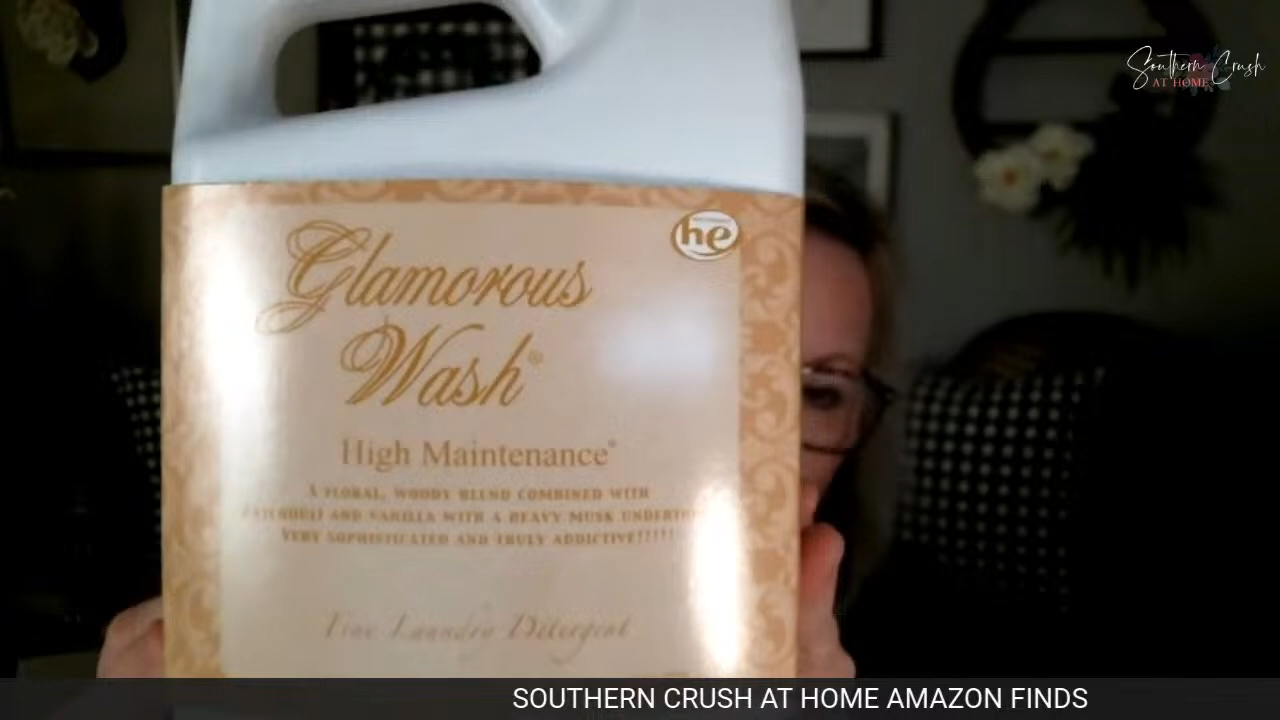 Southern Crush
AT HOME
he
Glamorous
Wash®
High Maintenance®
A FLORAL, WOODY BLEND COMBINED WITH
PATCHOULI AND VANILLA WITH A HEAVY MUSK
VERY SOPHISTICATED AND TRULY ADDICTIVE!!!!!
Fine Laundry Detergent
SOUTHERN CRUSH AT HOME AMAZON FINDS